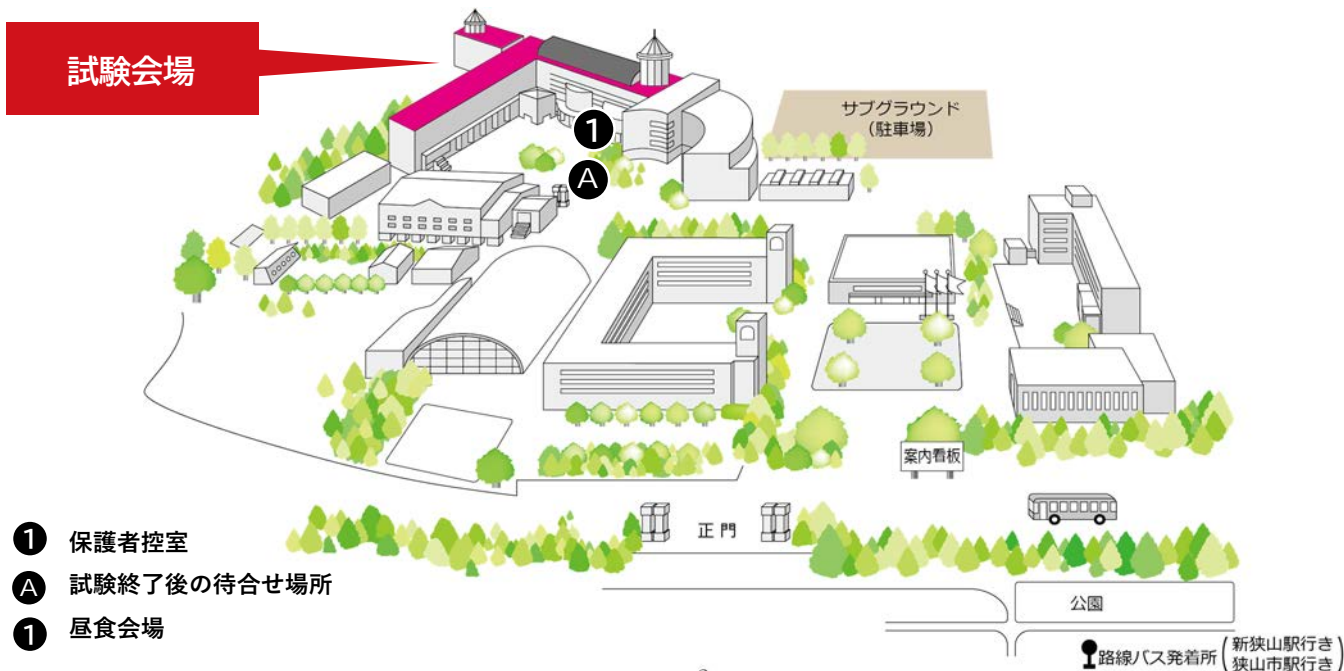 試験会場
サブグラウンド
(駐車場)
❶
Ⓐ
案内看板
正門
❶ 保護者控室
Ⓐ 試験終了後の待合せ場所
❶ 昼食会場
公園
路線バス発着所(新狭山駅行き
狭山市駅行き)